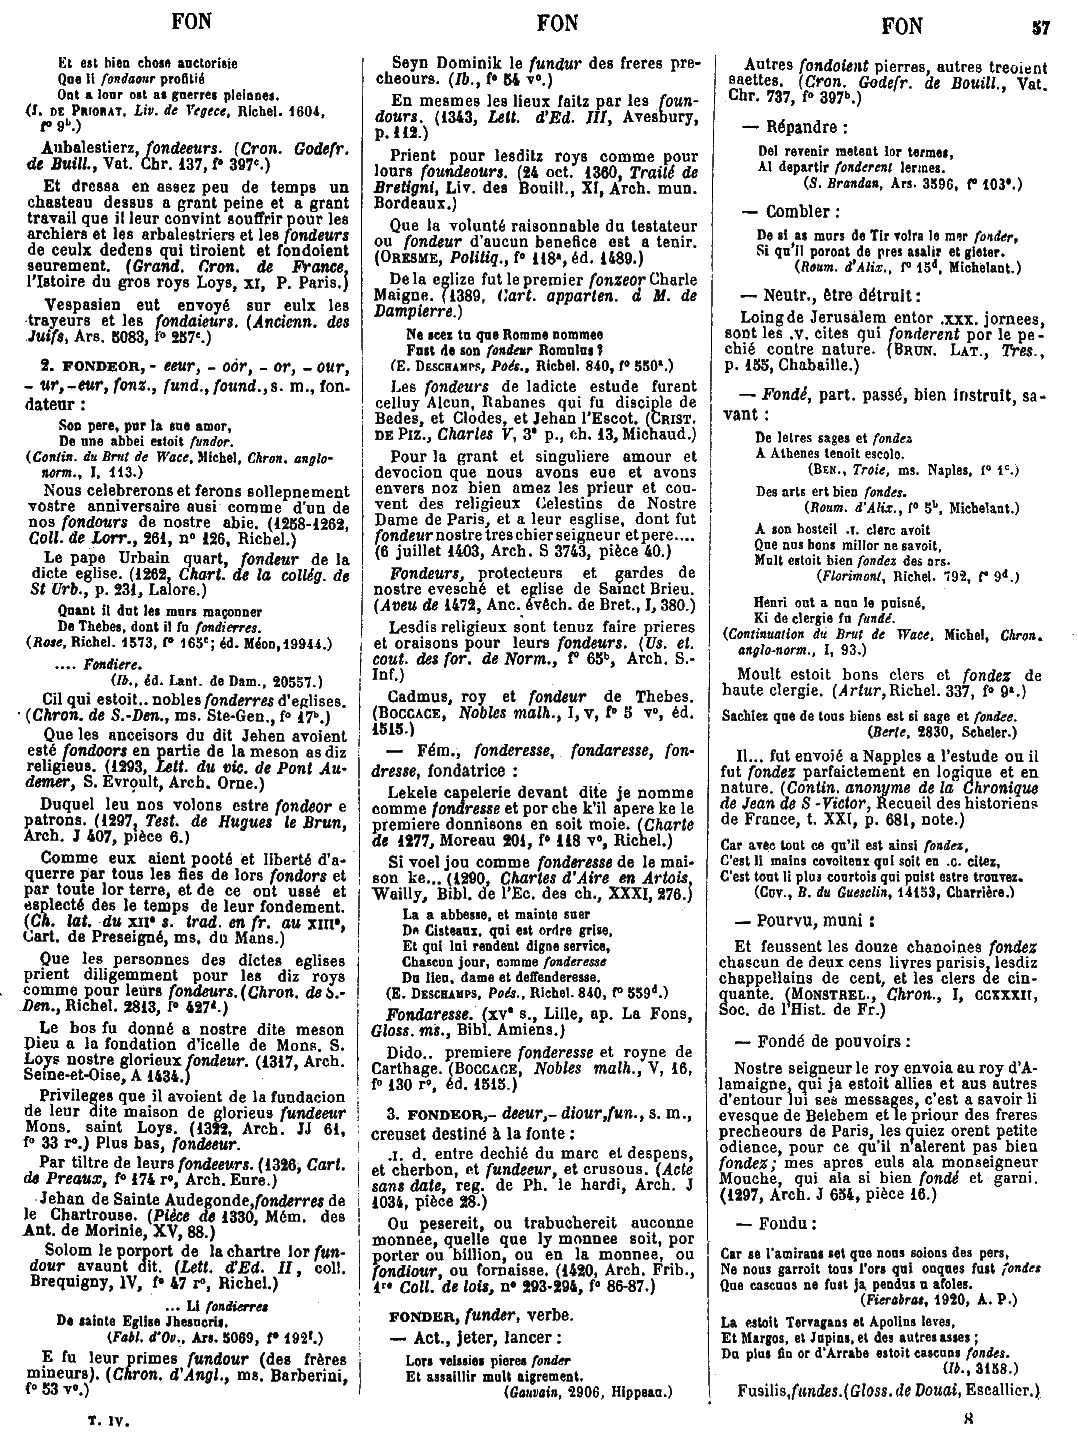 FON
FON
FON
57
Et est bien chose auctorisie
Que li fondaour profitié
Ont a lour ost as guerres pleinnes.
(J. DE PRIORAT, Liv. de Vegece, Richel. 1604,
f° 9ᵇ.)
Aubalestierz, fondeeurs. (Cron. Godefr.
de Buill., Vat. Chr. 137, f° 397ᶜ.)
Et dressa en assez peu de temps un
chasteau dessus a grant peine et a grant
travail que il leur convint souffrir pour les
archiers et les arbalestriers et les fondeurs
de ceulx dedens qui tiroient et fondoient
seurement. (Grand. Cron. de France,
l'Istoire du gros roys Loys, XI, P. Paris.)
Vespasien eut envoyé sur eulx les
trayeurs et les fondaieurs. (Ancienn. des
Juifs, Ars. 5083, f° 257ᶜ.)
2. FONDEOR, - eeur, - oór, - or, - our,
- ur, -eur, fonz., fund., found., s. m., fon-
dateur :
Son pere, pur la sue amor,
De une abbei estoit fundor.
(Contin. du Brut de Wace, Michel, Chron. anglo-
norm., I, 113.)
Nous celebrerons et ferons sollepnement
vostre anniversaire ausi comme d'un de
nos fondours de nostre abie. (1258-1262,
Coll. de Lorr., 261, n° 126, Richel.)
Le pape Urbain quart, fondeur de la
dicte eglise. (1262, Chart. de la collég. de
St Urb., p. 231, Lalore.)
Quant il dut les murs maçonner
De Thebes, dont il fu fondierres.
(Rose, Richel. 1573, f° 165ᶜ; éd. Méon, 19944.)
.... Fondiere.
(Ib., éd. Lant. de Dam., 20557.)
Cil qui estoit.. nobles fonderres d'eglises.
(Chron. de S.-Den., ms. Ste-Gen., f° 17ᵇ.)
Que les anceisors du dit Jehen avoient
esté fondoors en partie de la meson as diz
religieus. (1293, Lett. du vic. de Pont Au-
demer, S. Evroult, Arch. Orne.)
Duquel leu nos volons estre fondeor e
patrons. (1297, Test. de Hugues le Brun,
Arch. J 407, pièce 6.)
Comme eux aient pooté et liberté d'a-
querre par tous les fies de lors fondors et
par toute lor terre, et de ce ont ussé et
esplecté des le temps de leur fondement.
(Ch. lat. du XIIᵉ s. trad. en fr. au XIIIᵉ,
Cart. de Preseigné, ms. du Mans.)
Que les personnes des dictes eglises
prient diligemment pour les diz roys
comme pour leurs fondeurs. (Chron. de S.-
Den., Richel. 2813, f° 427ᵈ.)
Le bos fu donné a nostre dite meson
Dieu a la fondation d'icelle de Mons. S.
Loys nostre glorieux fondeur. (1317, Arch.
Seine-et-Oise, A 1434.)
Privileges que il avoient de la fundacion
de leur dite maison de glorieus fundeeur
Mons. saint Loys. (1322, Arch. JJ 61,
f° 33 r°.) Plus bas, fondeeur.
Par tiltre de leurs fondeeurs. (1326, Cart.
de Preaux, f° 174 r°, Arch. Eure.)
Jehan de Sainte Audegonde, fonderres de
le Chartrouse. (Pièce de 1330, Mém. des
Ant. de Morinie, XV, 88.)
Solom le porport de la chartre lor fun-
dour avaunt dit. (Lett. d'Ed. II, coll.
Brequigny, IV, f° 47 r°, Richel.)
... Li fondierres
De sainte Eglise Jhesucris.
(Fabl. d'Ov., Ars. 5069, f° 192ᶠ.)
E fu leur primes fundour (des frères
mineurs). (Chron. d'Angl., ms. Barberini,
f° 53 v°.)
T. IV.
Seyn Dominik le fundur des freres pre-
cheours. (Ib., f° 54 v°.)
En mesmes les lieux faitz par les foun-
dours. (1343, Lett. d'Ed. III, Avesbury,
p. 112.)
Prient pour lesditz roys comme pour
lours foundeours. (24 oct. 1360, Traité de
Bretigni, Liv. des Bouill., XI, Arch. mun.
Bordeaux.)
Que la volunté raisonnable du testateur
ou fondeur d'aucun benefice est a tenir.
(ORESME, Politiq., f° 118ᵃ, éd. 1489.)
De la eglize fut le premier fonzeor Charle
Maigne. (1389, Cart. apparten. à M. de
Dampierre.)
Ne scez tu que Romme nommee
Fust de son fondeur Romulus ?
(E. DESCHAMPS, Poés., Richel. 840, f° 550ᵃ.)
Les fondeurs de ladicte estude furent
celluy Alcun, Rabanes qui fu disciple de
Bedes, et Clodes, et Jehan l'Escot. (CRIST.
DE PIZ., Charles V, 3ᵉ p., ch. 13, Michaud.)
Pour la grant et singuliere amour et
devocion que nous avons eue et avons
envers noz bien amez les prieur et cou-
vent des religieux Celestins de Nostre
Dame de Paris, et a leur esglise, dont fut
fondeur nostre tres chier seigneur et pere....
(6 juillet 1403, Arch. S 3743, pièce 40.)
Fondeurs, protecteurs et gardes de
nostre evesché et eglise de Sainct Brieu.
(Aveu de 1472, Anc. évêch. de Bret., I, 380.)
Lesdis religieux sont tenuz faire prieres
et oraisons pour leurs fondeurs. (Us. et.
cout. des for. de Norm., f° 65ᵇ, Arch. S.-
Inf.)
Cadmus, roy et fondeur de Thebes.
(BOCCACE, Nobles malh., I, v, f° 5 v°, éd.
1515.)
— Fém., fonderesse, fondaresse, fon-
dresse, fondatrice :
Lekele capelerie devant dite je nomme
comme fondresse et por che k'il apere ke le
premiere donnisons en soit moie. (Charte
de 1277, Moreau 201, f° 118 v°, Richel.)
Si voel jou comme fonderesse de le mai-
son ke... (1290, Chartes d'Aire en Artois,
Wailly, Bibl. de l'Ec. des ch., XXXI, 276.)
La a abbesse, et mainte suer
De Cisteaux, qui est ordre grise,
Et qui lui rendent digne service,
Chascun jour, comme fonderesse
Du lieu, dame et deffenderesse.
(E. DESCHAMPS, Poés., Richel. 840, f° 559ᵈ.)
Fondaresse. (XVᵉ s., Lille, ap. La Fons,
Gloss. ms., Bibl. Amiens.)
Dido.. premiere fonderesse et royne de
Carthage. (BOCCACE, Nobles malh., V, 16,
f° 130 r°, éd. 1515.)
3. FONDEOR, - deeur, - diour, fun., s. m.,
creuset destiné à la fonte :
.I. d. entre dechié du marc et despens,
et cherbon, et fundeeur, et crusous. (Acte
sans date, reg. de Ph. le hardi, Arch. J
1034, pièce 28.)
Ou pesereit, ou trabuchereit auconne
monnee, quelle que ly monnee soit, por
porter ou billion, ou en la monnee, ou
fondiour, ou fornaisse. (1420, Arch. Frib.,
1ʳᵉ Coll. de lois, n° 293-294, f° 86-87.)
FONDER, funder, verbe.
— Act., jeter, lancer :
Lors veissies pieres fonder
Et assaillir mult aigrement.
(Gauvain, 2906, Hippeau.)
Autres fondoient pierres, autres treoient
saettes. (Cron. Godefr. de Bouill., Vat.
Chr. 737, f° 397ᵇ.)
— Répandre :
Del revenir metent lor termes,
Al departir fonderent lermes.
(S. Brandan, Ars. 3596, f° 103ᵃ.)
— Combler :
De si as murs de Tir volra le mer fonder,
Si qu'il poront de pres asalir et gieter.
(Roum. d'Alix., f° 15ᵈ, Michelant.)
— Neutr., être détruit :
Loing de Jerusalem entor .XXX. jornees,
sont les .V. cites qui fonderent por le pe-
chié contre nature. (BRUN. LAT., Tres.,
p. 155, Chabaille.)
— Fondé, part. passé, bien instruit, sa-
vant :
De letres sages et fondez
A Athenes tenoit escole.
(BEN., Troie, ms. Naples, f° 1ᶜ.)
Des arts ert bien fondes.
(Roum. d'Alix., f° 5ᵇ, Michelant.)
A son hosteil .I. clerc avoit
Que nus hons millor ne savoit,
Mult estoit bien fondez des ars.
(Florimont, Richel. 792, f° 9ᵈ.)
Henri out a nun le puisné,
Ki de clergie fu fundé.
(Continuation du Brut de Wace, Michel, Chron.
anglo-norm., I, 93.)
Moult estoit bons clers et fondez de
haute clergie. (Artur, Richel. 337, f° 9ᵃ.)
Sachiez que de tous biens est si sage et fondee.
(Berte, 2830, Scheler.)
Il... fut envoié a Napples a l'estude ou il
fut fondez parfaictement en logique et en
nature. (Contin. anonyme de la Chronique
de Jean de S-Victor, Recueil des historiens
de France, t. XXI, p. 681, note.)
Car avec tout ce qu'il est ainsi fondez,
C'est li mains covoiteux qui soit en .c. citez,
C'est tout li plus courtois qui puist estre trouvez.
(CUV., B. du Guesclin, 14153, Charrière.)
— Pourvu, muni :
Et feussent les douze chanoines fondez
chascun de deux cens livres parisis, lesdiz
chappellains de cent, et les clers de cin-
quante. (MONSTREL., Chron., I, CCXXXII,
Soc. de l'Hist. de Fr.)
— Fondé de pouvoirs :
Nostre seigneur le roy envoia au roy d'A-
lamaigne, qui ja estoit allies et aus autres
d'entour lui ses messages, c'est a savoir li
evesque de Belehem et le priour des freres
precheours de Paris, les quiez orent petite
odience, pour ce qu'il n'alerent pas bien
fondez; mes apres euls ala monseigneur
Mouche, qui ala si bien fondé et garni.
(1297, Arch. J 654, pièce 16.)
— Fondu :
Car se l'amirans set que nous soions des pers,
Ne nous garroit tous l'ors qui onques fust fondes
Que cascuns ne fust ja pendus u afoles.
(Fierabras, 1920, A. P.)
La estoit Tervagans et Apolins leves,
Et Margos, et Jupins, et des autres asses ;
Du plus fin or d'Arrabe estoit cascuns fondes.
(Ib., 3158.)
Fusilis, fundes. (Gloss. de Douai, Escallier.)
8